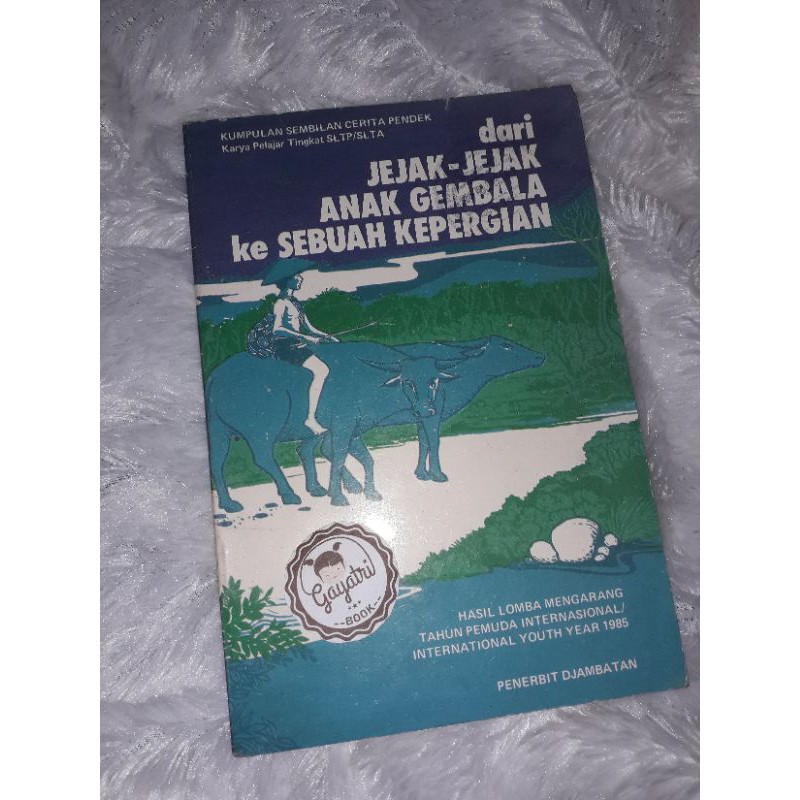 KUMPULAN SEMBILAN CERITA PENDEK
Karya Pelajar Tingkat SLTP/SLTA
dari
JEJAK-JEJAK
ANAK GEMBALA
ke SEBUAH KEPERGIAN
Gayatri
--BOOK--
HASIL LOMBA MENGARANG
TAHUN PEMUDA INTERNASIONAL/
INTERNATIONAL YOUTH YEAR 1985
PENERBIT DJAMBATAN